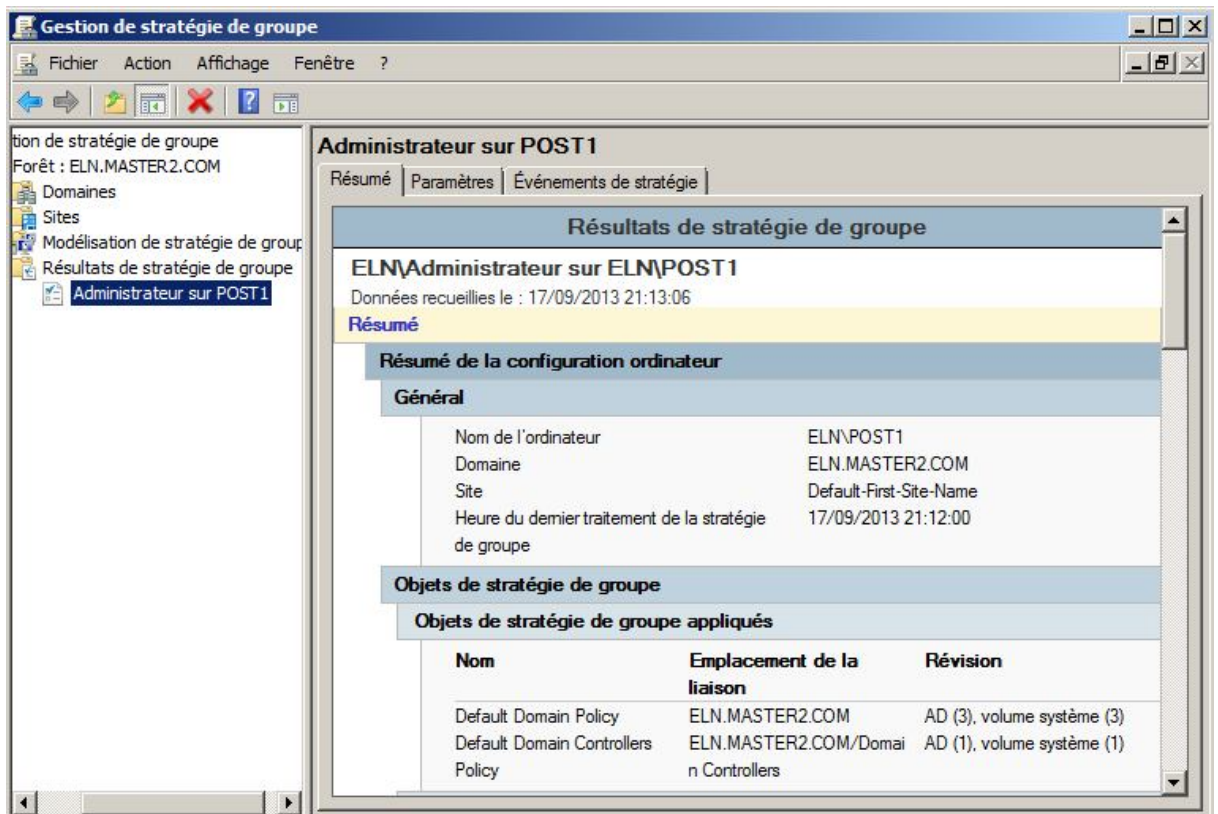 Gestion de stratégie de groupe
Fichier Action Affichage Fenêtre ?
tion de stratégie de groupe
Forêt : ELN.MASTER2.COM
Domaines
Sites
Modélisation de stratégie de group
Résultats de stratégie de groupe
Administrateur sur POST1
Administrateur sur POST1
Résumé Paramètres Événements de stratégie
Résultats de stratégie de groupe
ELN\Administrateur sur ELN\POST1
Données recueillies le : 17/09/2013 21:13:06
Résumé
Résumé de la configuration ordinateur
Général
Nom de l'ordinateur ELN\POST1
Domaine ELN.MASTER2.COM
Site Default-First-Site-Name
Heure du dernier traitement de la stratégie 17/09/2013 21:12:00
de groupe
Objets de stratégie de groupe
Objets de stratégie de groupe appliqués
Nom Emplacement de la Révision
liaison
Default Domain Policy ELN.MASTER2.COM AD (3), volume système (3)
Default Domain Controllers ELN.MASTER2.COM/Domai AD (1), volume système (1)
Policy n Controllers